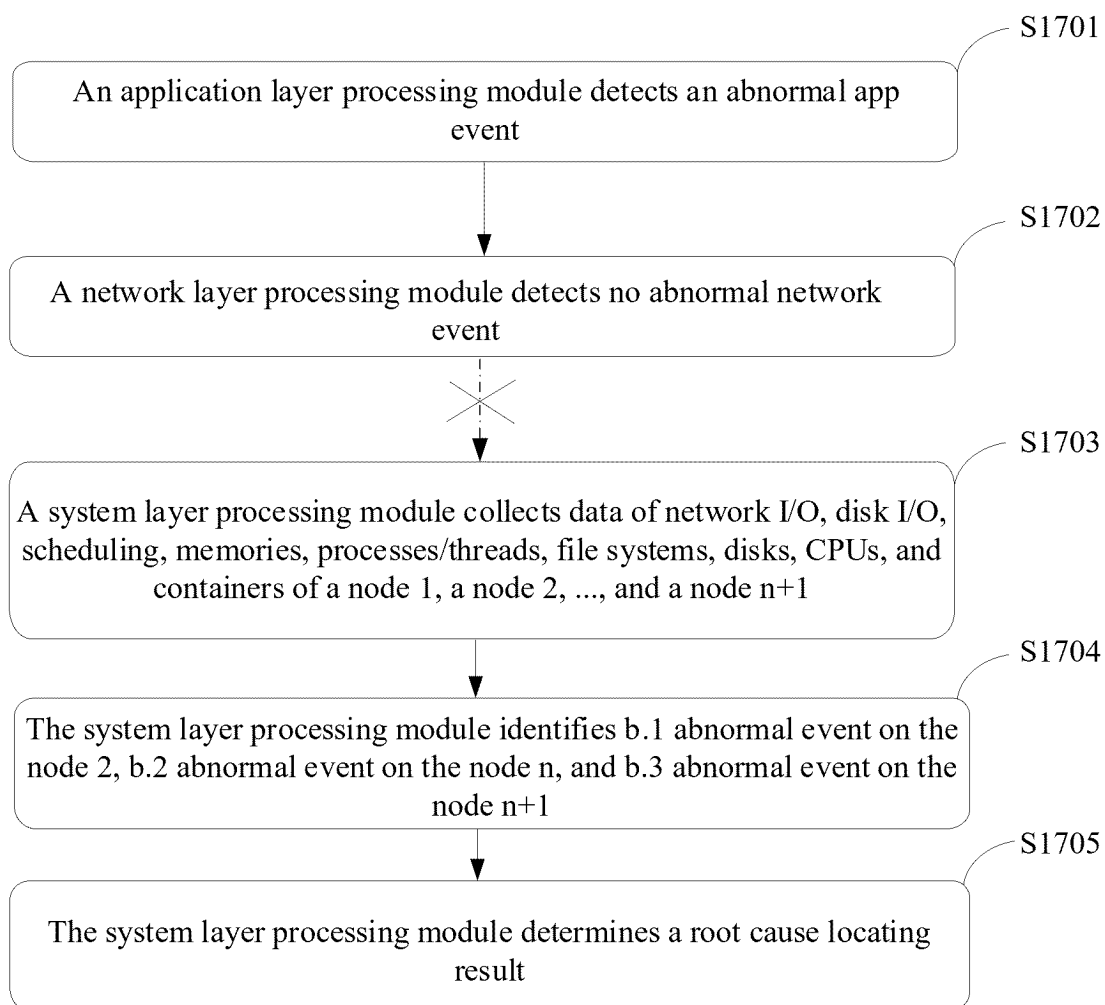 S1701
An application layer processing module detects an abnormal app
event
S1702
A network layer processing module detects no abnormal network
event
S1703
A system layer processing module collects data of network I/O, disk I/O,
scheduling, memories, processes/threads, file systems, disks, CPUs, and
containers of a node 1, a node 2, ..., and a node n+1
S1704
The system layer processing module identifies b.1 abnormal event on the
node 2, b.2 abnormal event on the node n, and b.3 abnormal event on the
node n+1
S1705
The system layer processing module determines a root cause locating
result